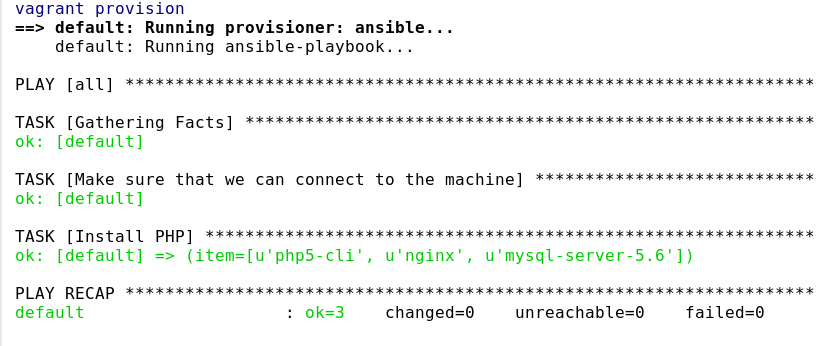 vagrant provision
==> default: Running provisioner: ansible...
    default: Running ansible-playbook...
PLAY [all] *********************************************************************
TASK [Gathering Facts] *********************************************************
ok: [default]
TASK [Make sure that we can connect to the machine] ****************************
ok: [default]
TASK [Install PHP] *************************************************************
ok: [default] => (item=[u'php5-cli', u'nginx', u'mysql-server-5.6'])
PLAY RECAP *********************************************************************
default                    : ok=3    changed=0    unreachable=0    failed=0